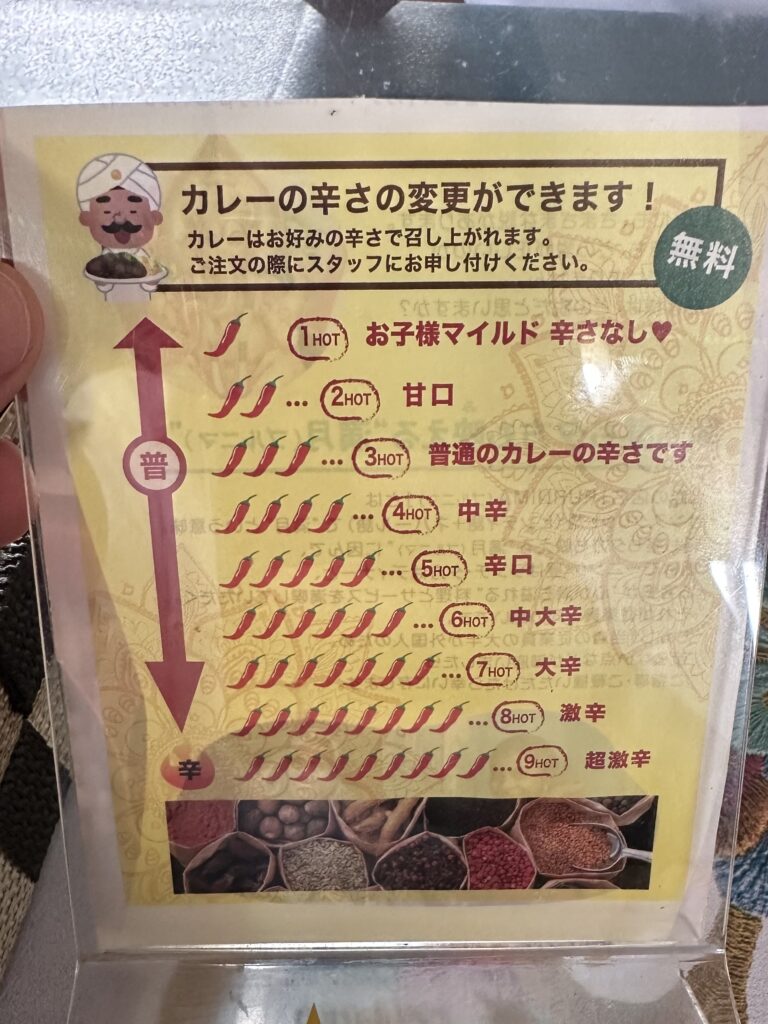 カレーの辛さの変更ができます！
カレーはお好みの辛さで召し上がれます。
ご注文の際にスタッフにお申し付けください。
無料
1HOT お子様マイルド 辛さなし♥
... 2HOT 甘口
普
... 3HOT 普通のカレーの辛さです
... 4HOT 中辛
... 5HOT 辛口
... 6HOT 中大辛
... 7HOT 大辛
... 8HOT 激辛
辛
... 9HOT 超激辛